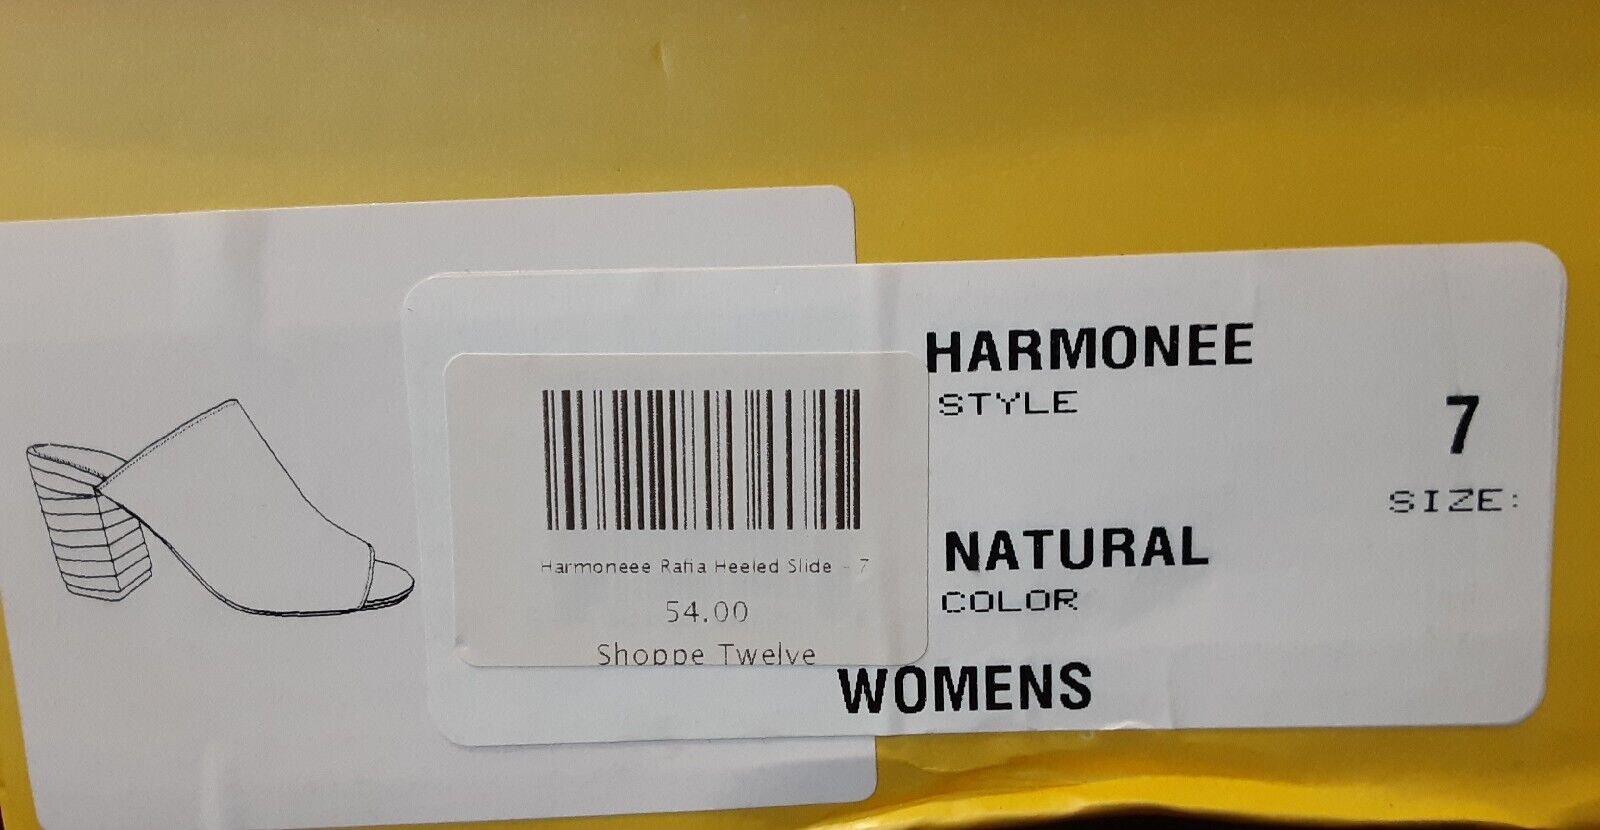 HARMONEE
STYLE
7
SIZE:
NATURAL
COLOR
WOMENS
Harmoneee Rafia Heeled Slide - 7
54.00
Shoppe Twelve